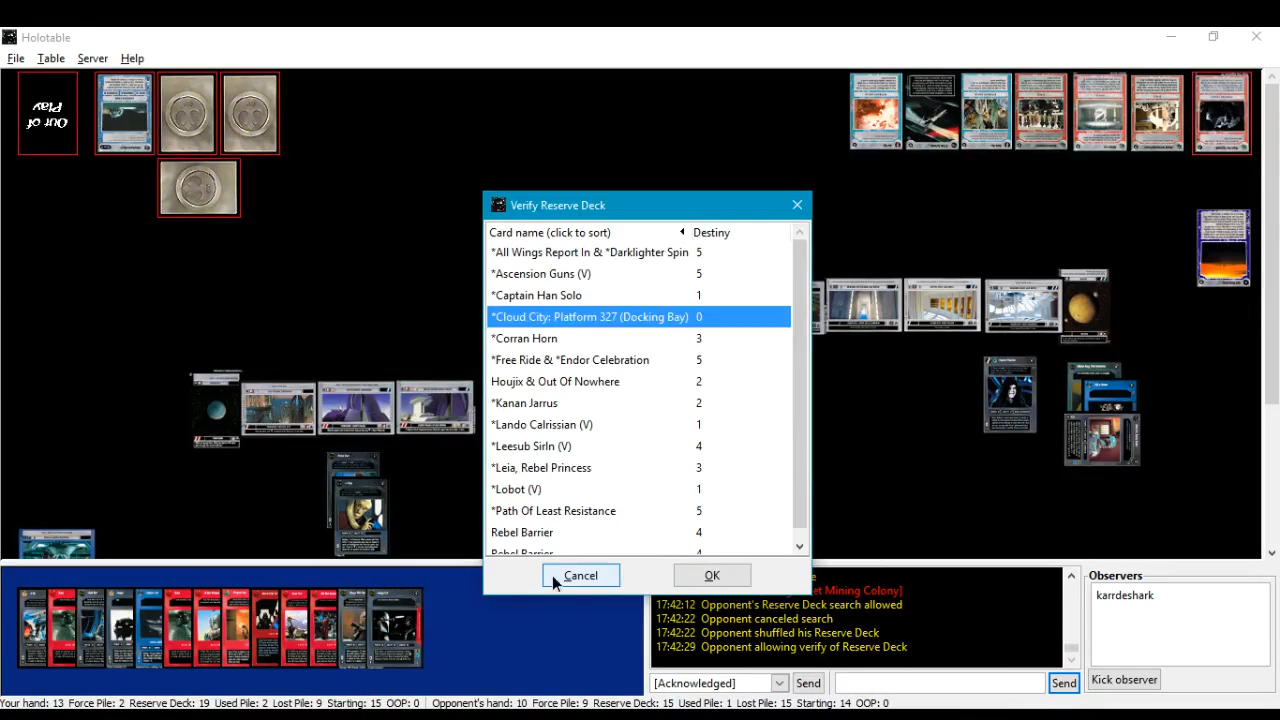 Holotable
File Table Server Help
Out Of Play
Verify Reserve Deck
Card name (click to sort) Destiny
*All Wings Report In & *Darklighter Spin 5
*Ascension Guns (V) 5
*Captain Han Solo 1
*Cloud City: Platform 327 (Docking Bay) 0
*Corran Horn 3
*Free Ride & *Endor Celebration 5
Houjix & Out Of Nowhere 2
*Kanan Jarrus 2
*Lando Calrissian (V) 1
*Leesub Sirln (V) 4
*Leia, Rebel Princess 3
*Lobot (V) 1
*Path Of Least Resistance 5
Rebel Barrier 4
Rebel Barrier 4
Cancel OK
et Mining Colony]
17:42:12 Opponent's Reserve Deck search allowed
17:42:22 Opponent canceled search
17:42:22 Opponent shuffled his Reserve Deck
17:42:29 Opponent allowing verify of Reserve Deck
[Acknowledged] Send Send
Observers
karrdeshark
Kick observer
Your hand: 13 Force Pile: 2 Reserve Deck: 19 Used Pile: 2 Lost Pile: 9 Starting: 15 OOP: 0 Opponent's hand: 10 Force Pile: 9 Reserve Deck: 15 Used Pile: 1 Lost Pile: 15 Starting: 14 OOP: 0